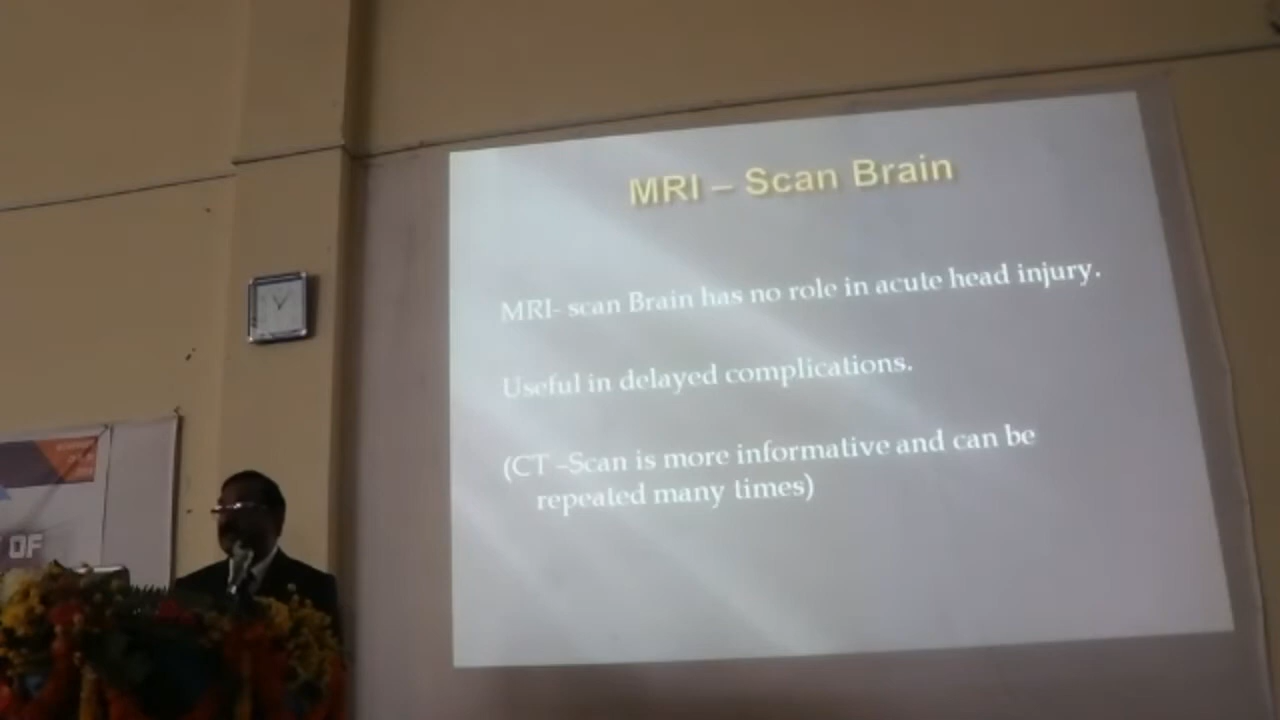 MRI – Scan Brain
MRI- scan Brain has no role in acute head injury.
Useful in delayed complications.
(CT –Scan is more informative and can be
repeated many times)
OF